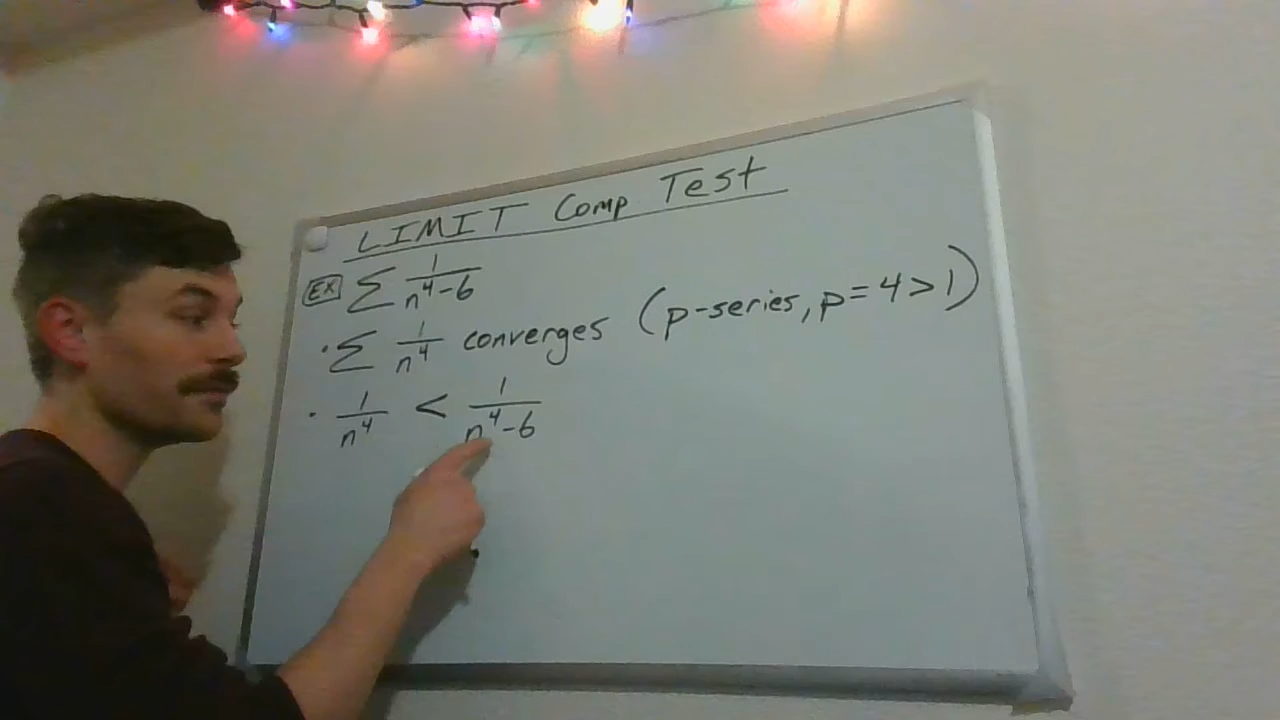 LIMIT Comp Test
EX ∑ 1/(n⁴-6)
· ∑ 1/n⁴ converges (p-series, p=4>1)
· 1/n⁴ < 1/(n⁴-6)